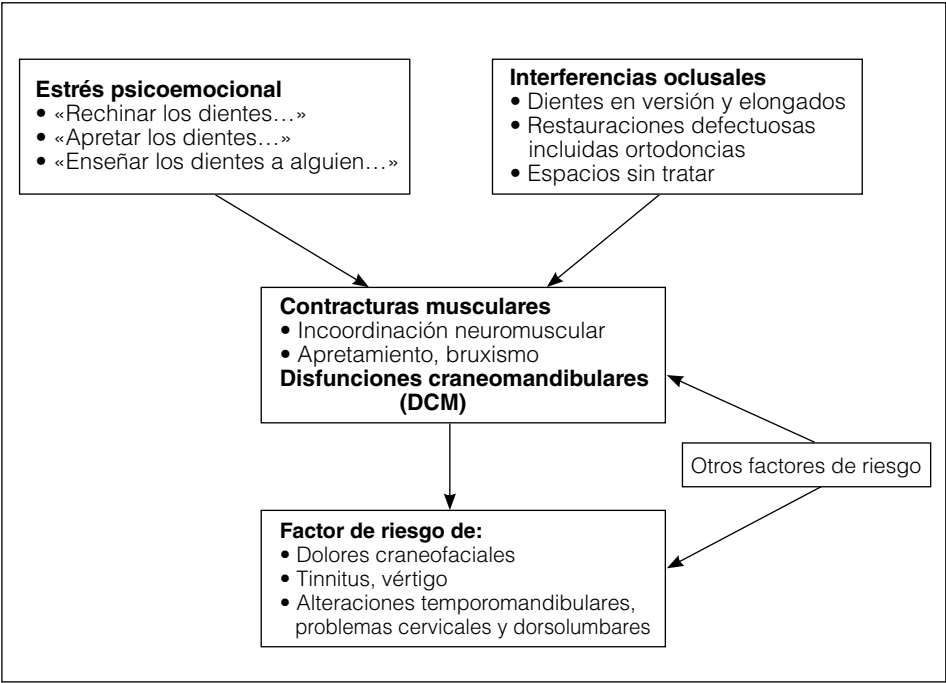 Estrés psicoemocional
• «Rechinar los dientes…»
• «Apretar los dientes…»
• «Enseñar los dientes a alguien…»
Interferencias oclusales
• Dientes en versión y elongados
• Restauraciones defectuosas
incluidas ortodoncias
• Espacios sin tratar
Contracturas musculares
• Incoordinación neuromuscular
• Apretamiento, bruxismo
Disfunciones craneomandibulares
(DCM)
Otros factores de riesgo
Factor de riesgo de:
• Dolores craneofaciales
• Tinnitus, vértigo
• Alteraciones temporomandibulares,
problemas cervicales y dorsolumbares